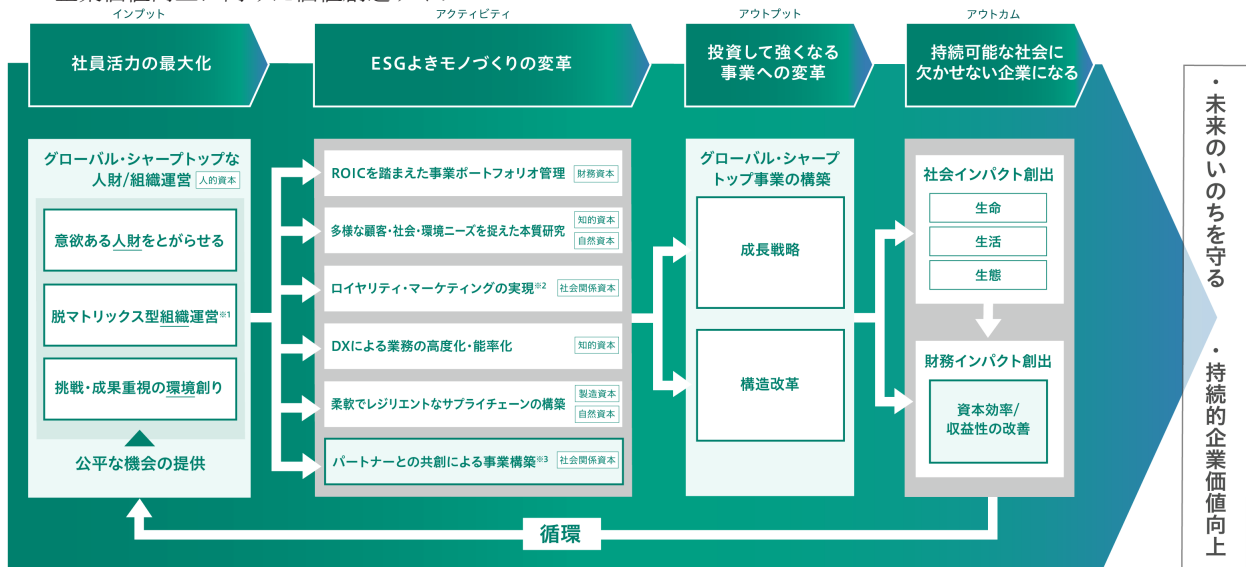 インプット
アクティビティ
アウトプット
アウトカム
社員活力の最大化
ESGよきモノづくりの変革
投資して強くなる
事業への変革
持続可能な社会に
欠かせない企業になる
グローバル・シャープトップな
人財/組織運営 人的資本
意欲ある人財をとがらせる
脱マトリックス型組織運営※1
挑戦・成果重視の環境創り
公平な機会の提供
ROICを踏まえた事業ポートフォリオ管理 財務資本
多様な顧客・社会・環境ニーズを捉えた本質研究 知的資本
自然資本
ロイヤリティ・マーケティングの実現※2 社会関係資本
DXによる業務の高度化・能率化 知的資本
柔軟でレジリエントなサプライチェーンの構築 製造資本
自然資本
パートナーとの共創による事業構築※3 社会関係資本
グローバル・シャープ
トップ事業の構築
成長戦略
構造改革
社会インパクト創出
生命
生活
生態
財務インパクト創出
資本効率/
収益性の改善
循環
・未来のいのちを守る
・持続的企業価値向上